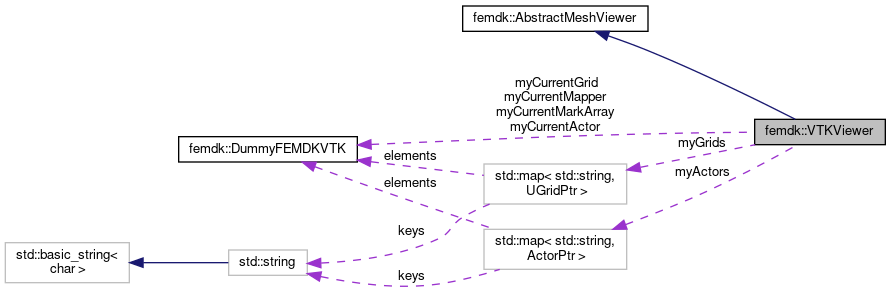 femdk::AbstractMeshViewer
myCurrentGrid
myCurrentMapper
myCurrentMarkArray
myCurrentActor
femdk::VTKViewer
femdk::DummyFEMDKVTK
elements
myGrids
std::map< std::string,
UGridPtr >
elements
myActors
keys
std::map< std::string,
ActorPtr >
std::basic_string<
char >
std::string
keys